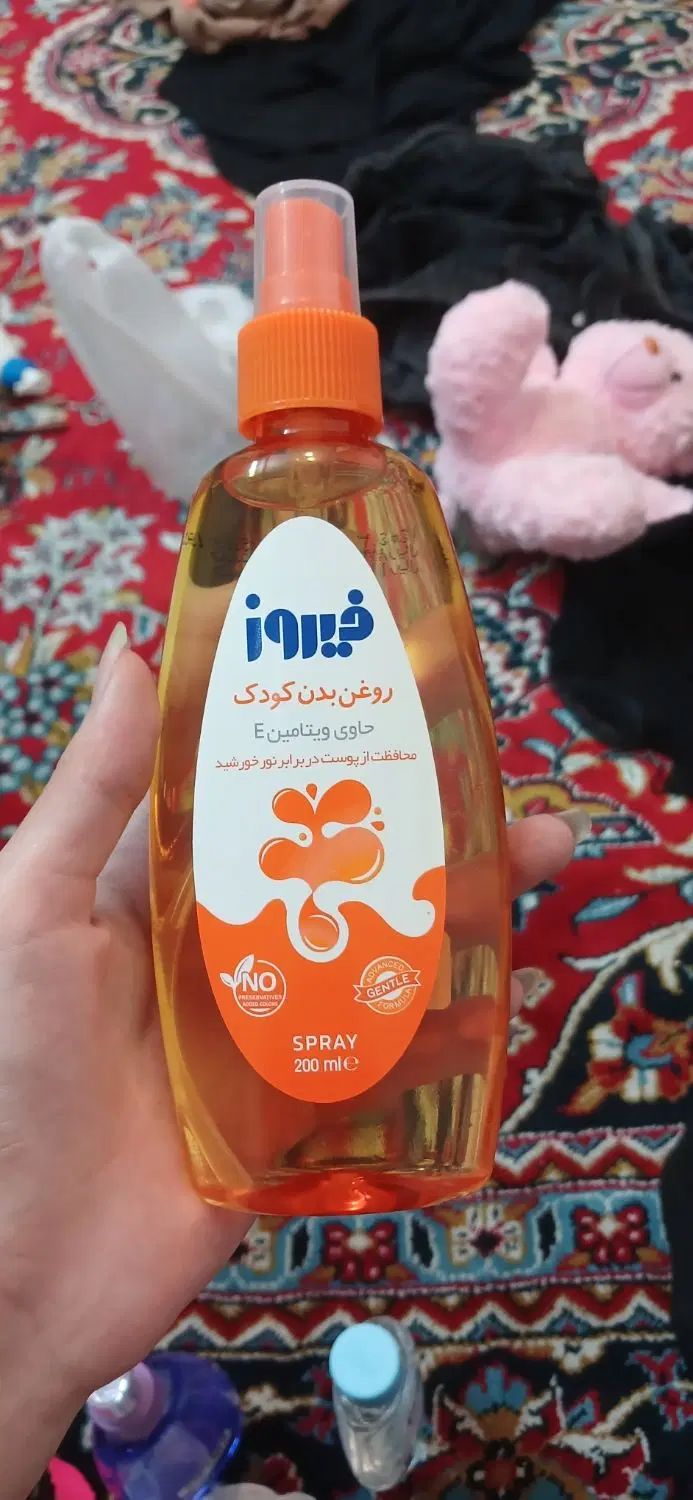 فیروز
روغن بدن کودک
حاوی ویتامین E
محافظت از پوست در برابر نور خورشید
NO
PRESERVATIVES
ADDED COLORS
ADVANCED
GENTLE
FORMULA
SPRAY
200 ml e